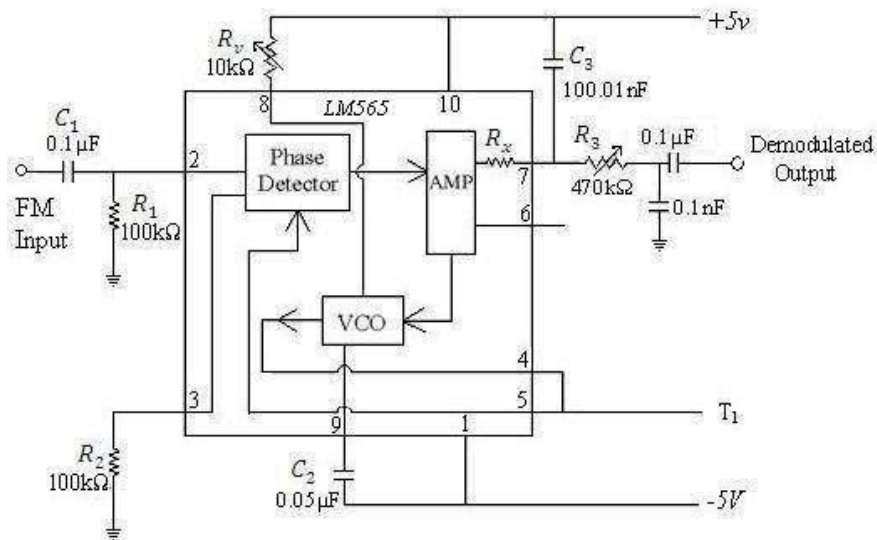 +5v
R_v
10kΩ
C_3
100.01nF
8
LM565
10
C_1
0.1µF
2
Phase
Detector
AMP
R_x
7
R_3
470kΩ
0.1µF
Demodulated
Output
FM
Input
R_1
100kΩ
6
0.1nF
VCO
4
3
5
T_1
9
1
R_2
100kΩ
C_2
0.05µF
-5V